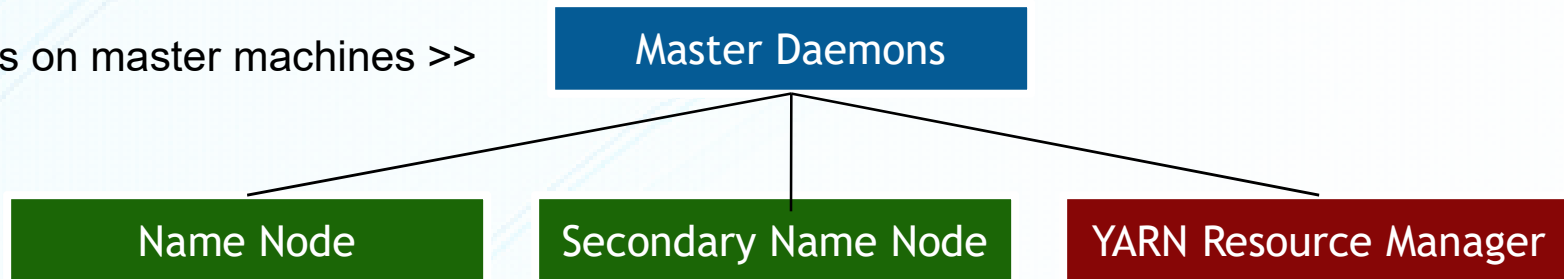 s on master machines >>
Master Daemons
Name Node
Secondary Name Node
YARN Resource Manager